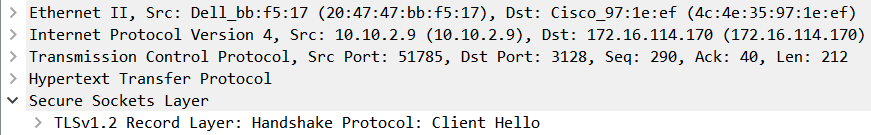 Ethernet II, Src: Dell_bb:f5:17 (20:47:47:bb:f5:17), Dst: Cisco_97:1e:ef (4c:4e:35:97:1e:ef)
Internet Protocol Version 4, Src: 10.10.2.9 (10.10.2.9), Dst: 172.16.114.170 (172.16.114.170)
Transmission Control Protocol, Src Port: 51785, Dst Port: 3128, Seq: 290, Ack: 40, Len: 212
Hypertext Transfer Protocol
Secure Sockets Layer
TLSv1.2 Record Layer: Handshake Protocol: Client Hello